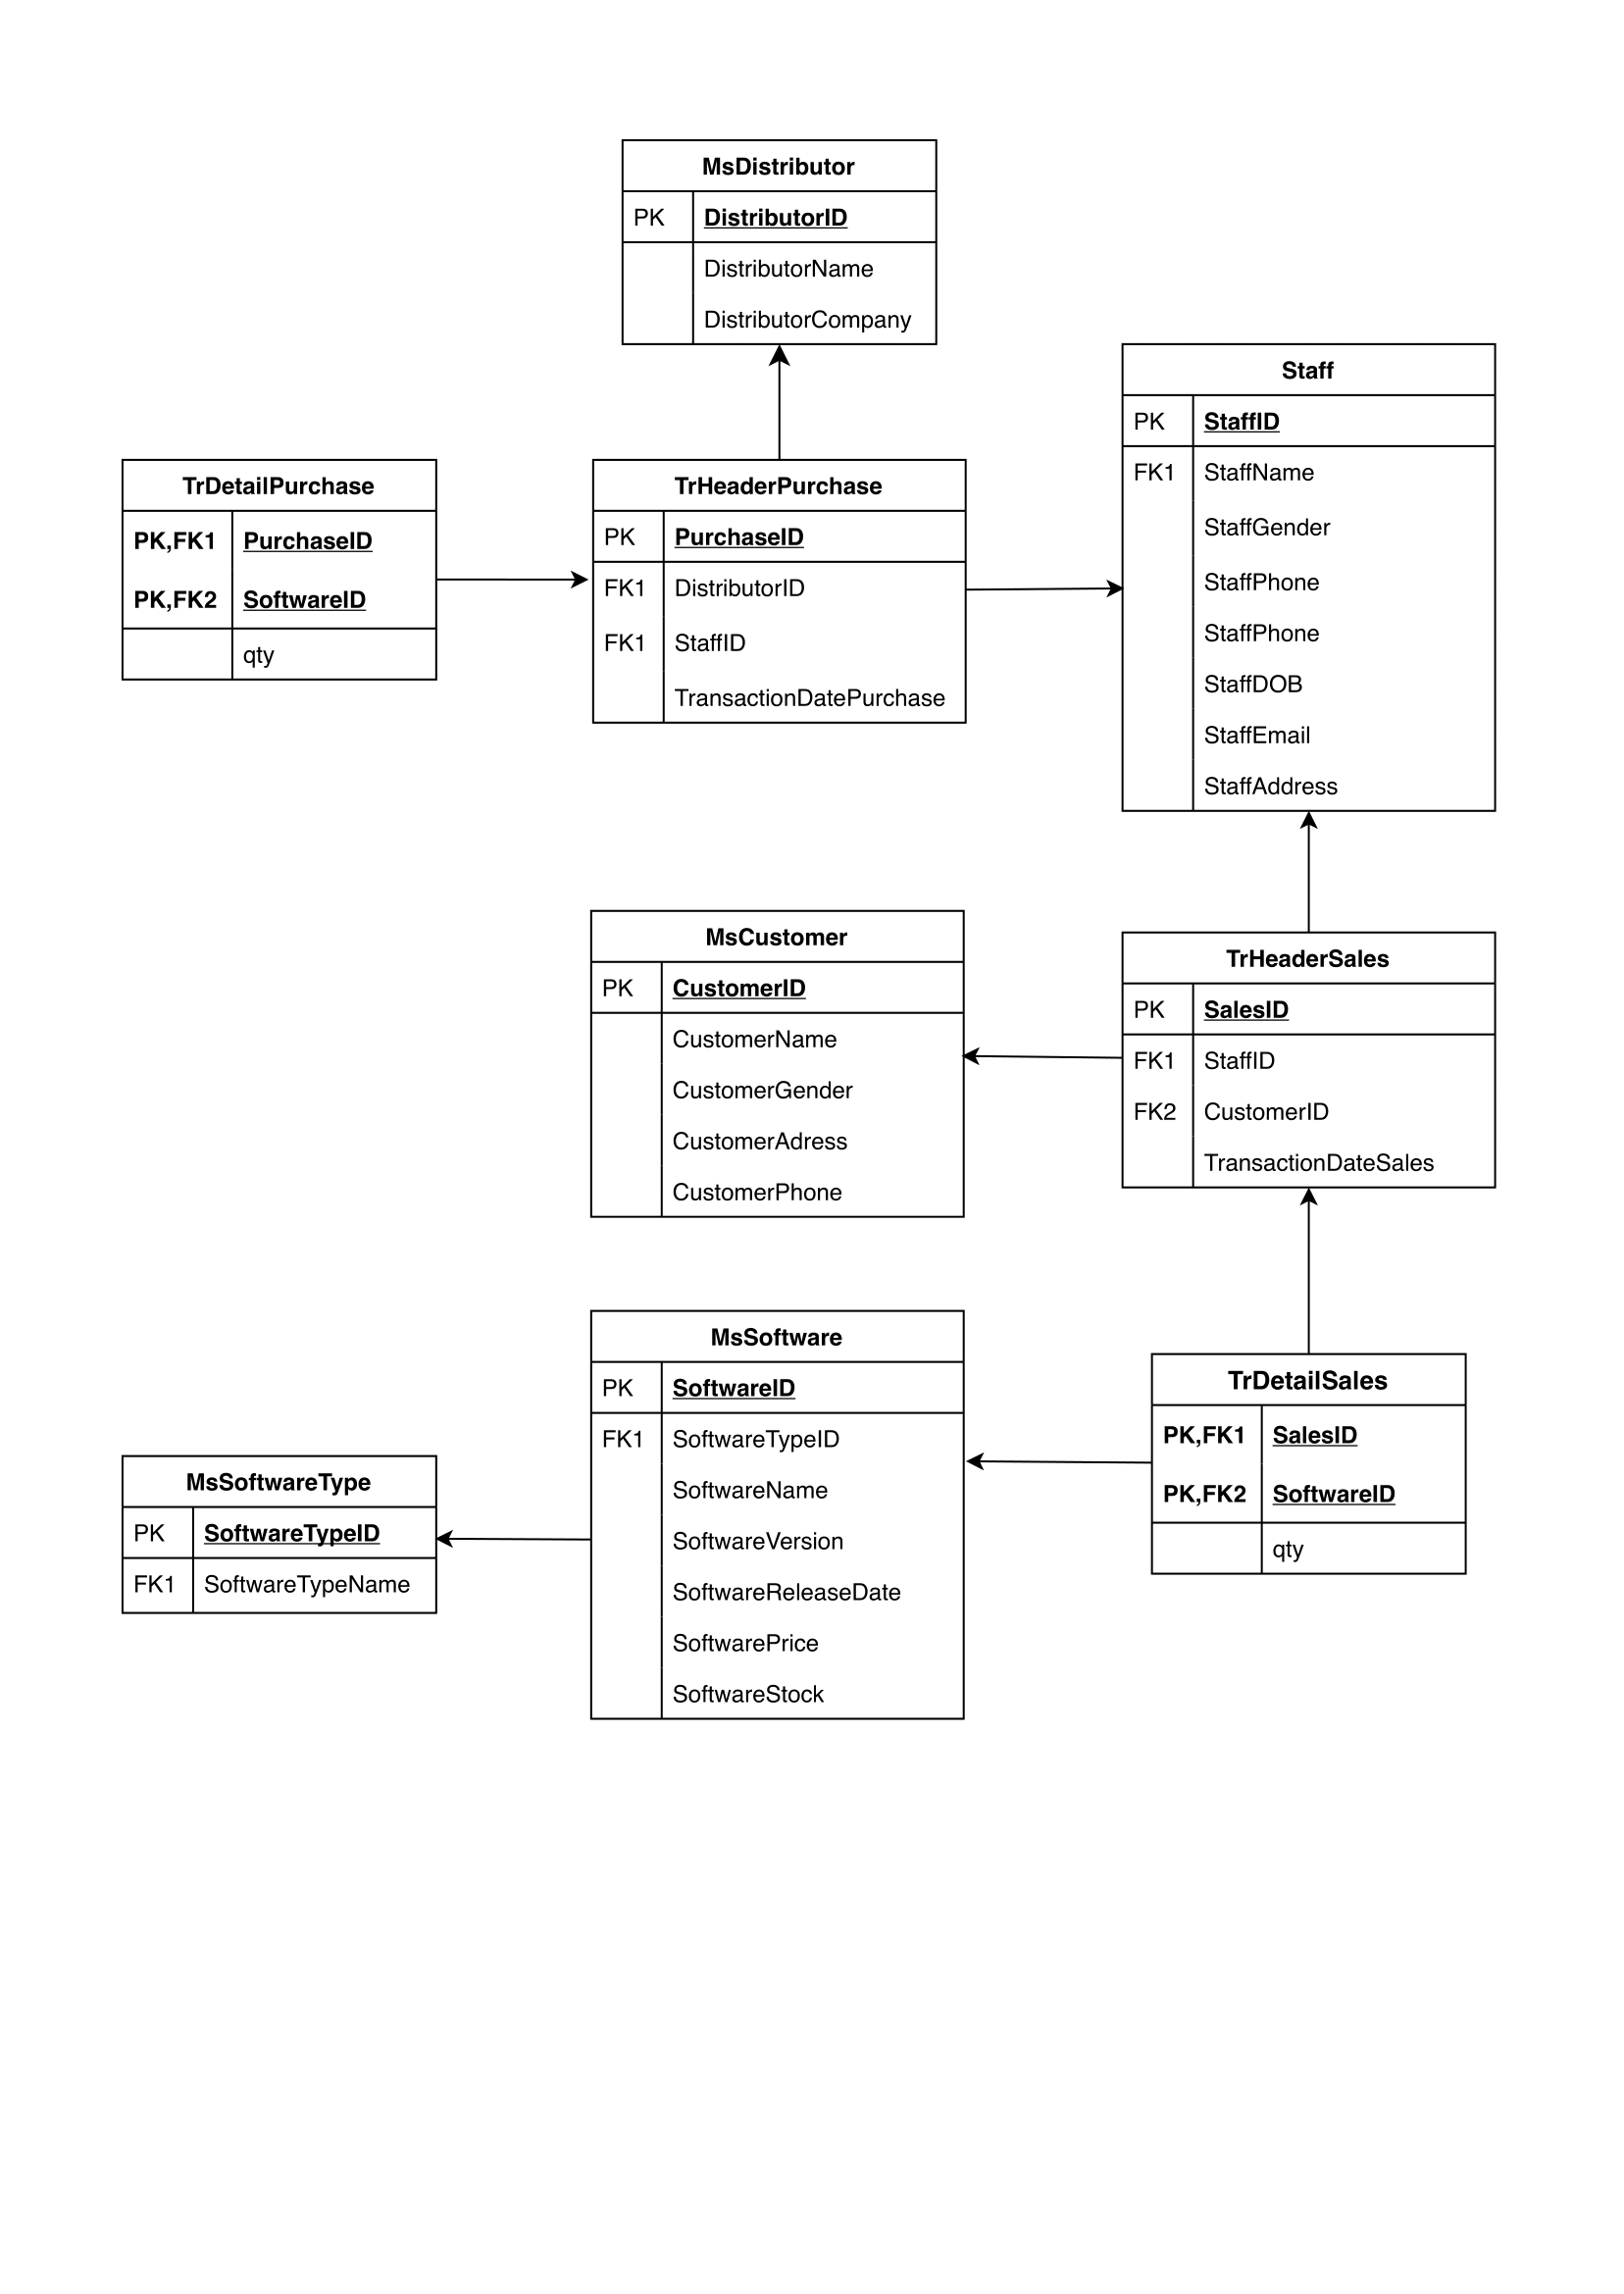 MsDistributor
PK DistributorID
DistributorName
DistributorCompany
Staff
PK StaffID
FK1 StaffName
StaffGender
StaffPhone
StaffPhone
StaffDOB
StaffEmail
StaffAddress
TrDetailPurchase
PK,FK1 PurchaseID
PK,FK2 SoftwareID
qty
TrHeaderPurchase
PK PurchaseID
FK1 DistributorID
FK1 StaffID
TransactionDatePurchase
MsCustomer
PK CustomerID
CustomerName
CustomerGender
CustomerAdress
CustomerPhone
TrHeaderSales
PK SalesID
FK1 StaffID
FK2 CustomerID
TransactionDateSales
MsSoftware
PK SoftwareID
FK1 SoftwareTypeID
SoftwareName
SoftwareVersion
SoftwareReleaseDate
SoftwarePrice
SoftwareStock
TrDetailSales
PK,FK1 SalesID
PK,FK2 SoftwareID
qty
MsSoftwareType
PK SoftwareTypeID
FK1 SoftwareTypeName